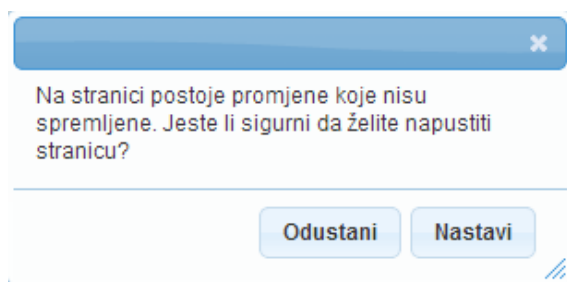 Na stranici postoje promjene koje nisu
spremljene. Jeste li sigurni da želite napustiti
stranicu?
Odustani Nastavi